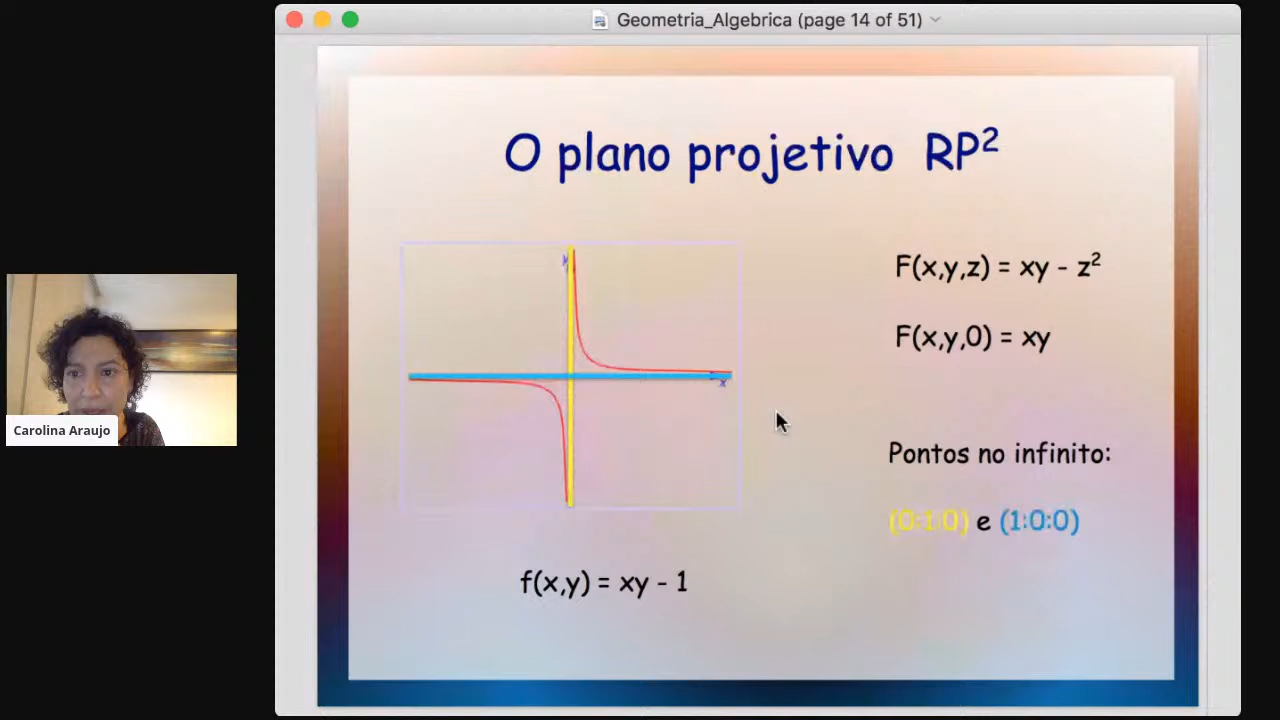 Geometria_Algebrica (page 14 of 51)
O plano projetivo RP²
y
x
F(x,y,z) = xy - z²
F(x,y,0) = xy
Pontos no infinito:
(0:1:0) e (1:0:0)
f(x,y) = xy - 1
Carolina Araujo